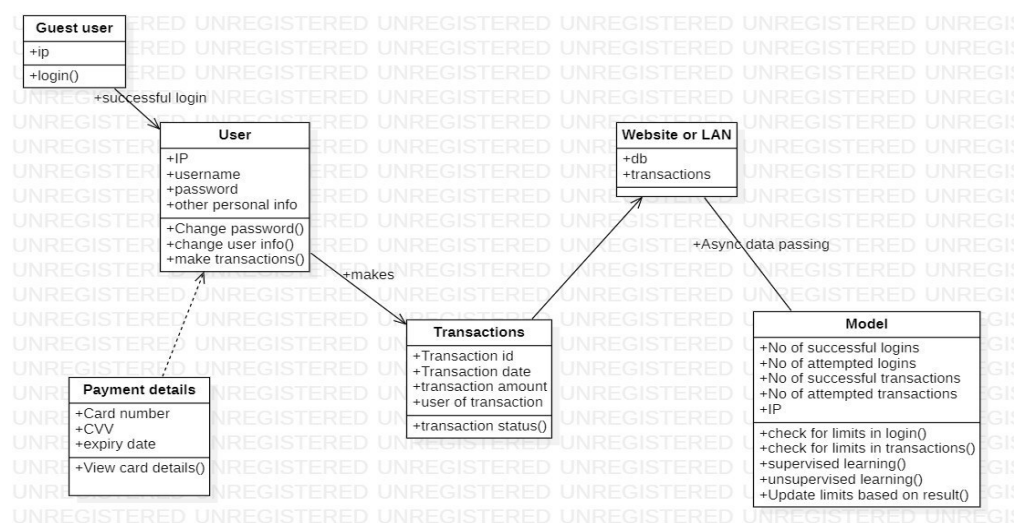 Guest user
+ip
+login()
+successful login
User
+IP
+username
+password
+other personal info
+Change password()
+change user info()
+make transactions()
+makes
Payment details
+Card number
+CVV
+expiry date
+View card details()
Transactions
+Transaction id
+Transaction date
+transaction amount
+user of transaction
+transaction status()
Website or LAN
+db
+transactions
+Async data passing
Model
+No of successful logins
+No of attempted logins
+No of successful transactions
+No of attempted transactions
+IP
+check for limits in login()
+check for limits in transactions()
+supervised learning()
+unsupervised learning()
+Update limits based on result()
UNREGISTERED